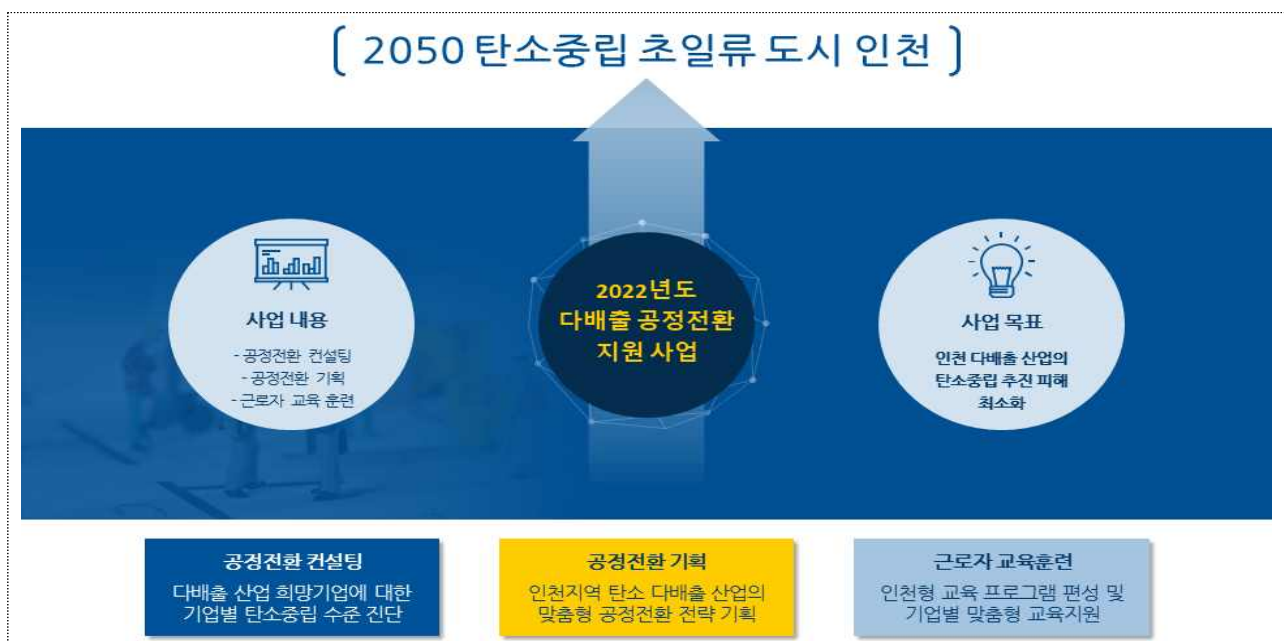 [ 2050 탄소중립 초일류 도시 인천 ]
사업 내용
- 공정전환 컨설팅
- 공정전환 기획
- 근로자 교육 훈련
2022년도
다배출 공정전환
지원 사업
사업 목표
인천 다배출 산업의
탄소중립 추진 피해
최소화
공정전환 컨설팅
다배출 산업 희망기업에 대한
기업별 탄소중립 수준 진단
공정전환 기획
인천지역 탄소 다배출 산업의
맞춤형 공정전환 전략 기획
근로자 교육훈련
인천형 교육 프로그램 편성 및
기업별 맞춤형 교육지원